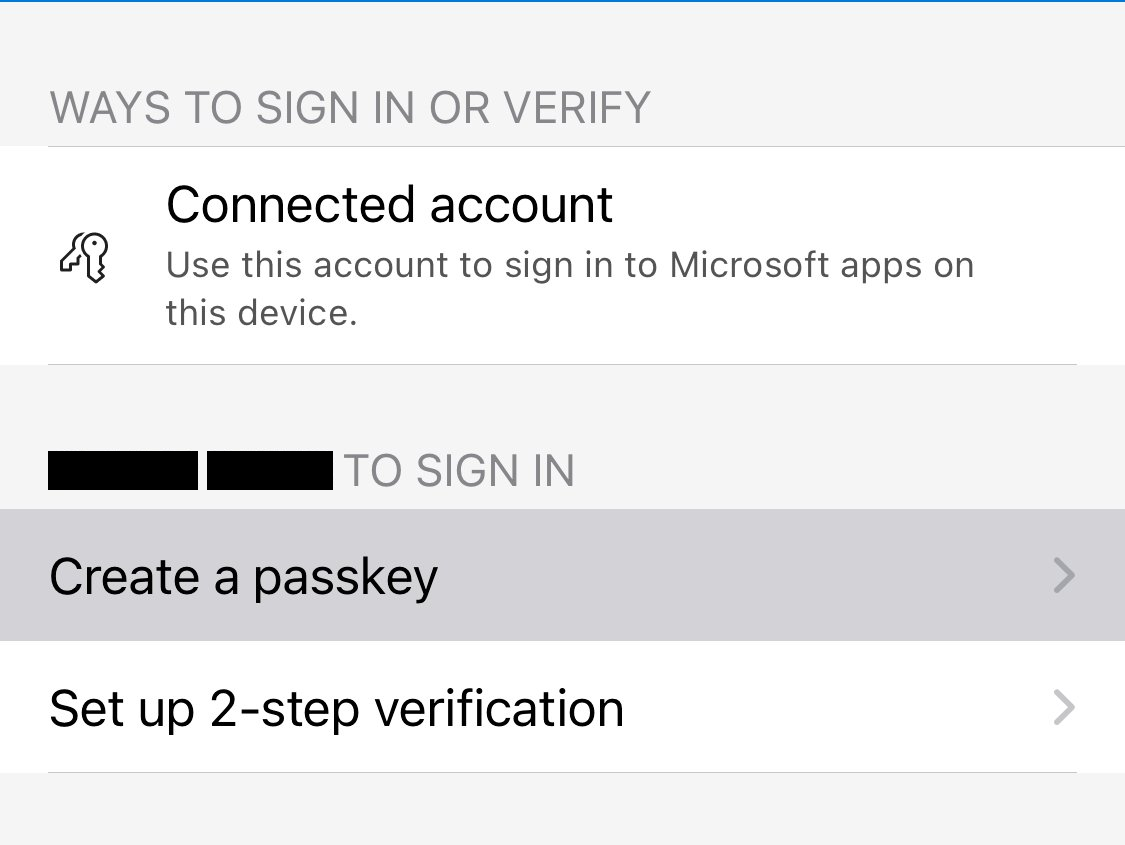 WAYS TO SIGN IN OR VERIFY
Connected account
Use this account to sign in to Microsoft apps on
this device.
TO SIGN IN
Create a passkey
Set up 2-step verification